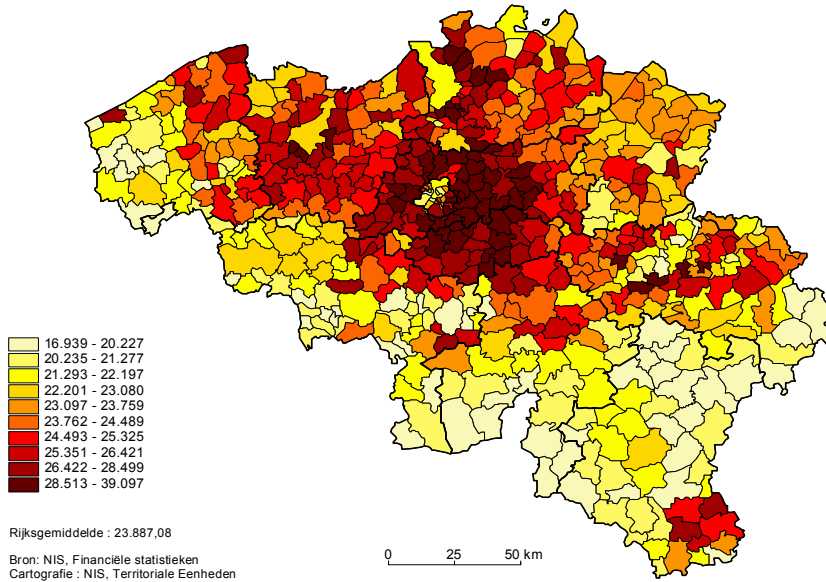 16.939 - 20.227
20.235 - 21.277
21.293 - 22.197
22.201 - 23.080
23.097 - 23.759
23.762 - 24.489
24.493 - 25.325
25.351 - 26.421
26.422 - 28.499
28.513 - 39.097
Rijksgemiddelde : 23.887,08
Bron: NIS, Financiële statistieken
Cartografie : NIS, Territoriale Eenheden
0 25 50 km